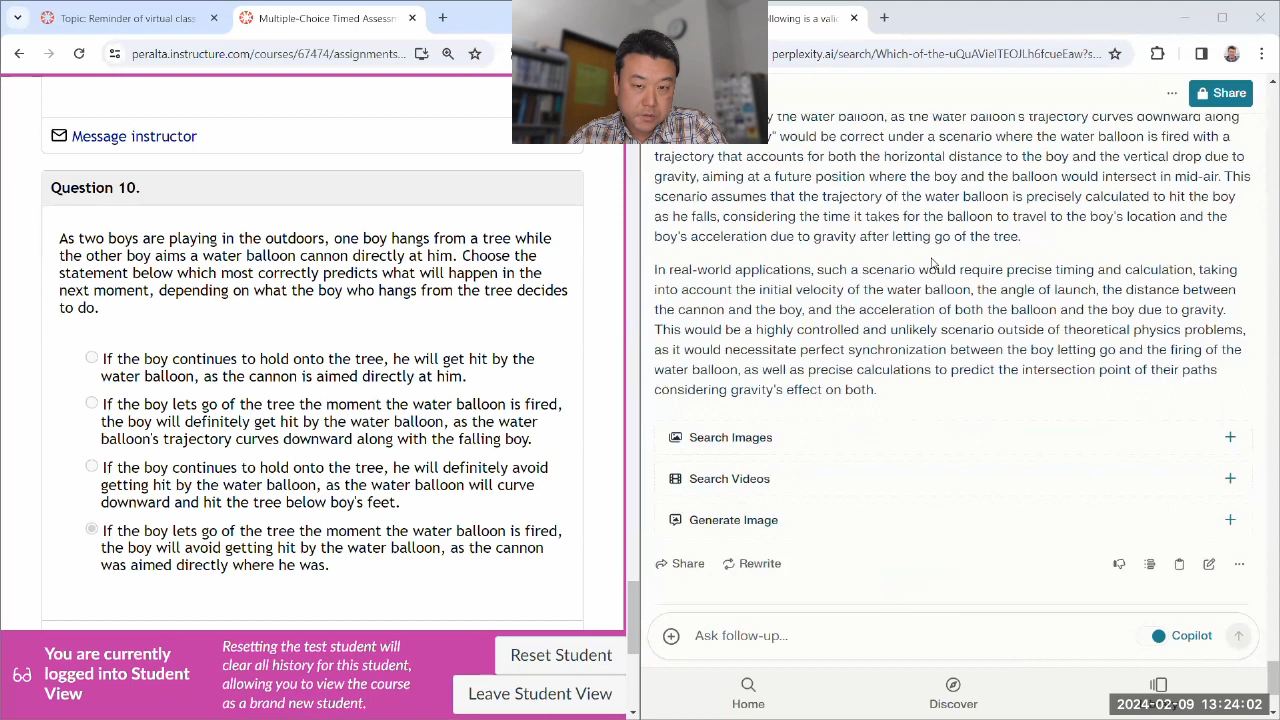 Topic Reminder of virtual class
Multiple-Choice Timed Assessm
ollowing is a valid
peralta.instructure.com/courses/67474/assignments...
perplexity.ai/search/Which-of-the-uQuAVielTEOJLh6fcueEaw?s...
Message instructor
Question 10.
As two boys are playing in the outdoors, one boy hangs from a tree while
the other boy aims a water balloon cannon directly at him. Choose the
statement below which most correctly predicts what will happen in the
next moment, depending on what the boy who hangs from the tree decides
to do.
If the boy continues to hold onto the tree, he will get hit by the
water balloon, as the cannon is aimed directly at him.
If the boy lets go of the tree the moment the water balloon is fired,
the boy will definitely get hit by the water balloon, as the water
balloon's trajectory curves downward along with the falling boy.
If the boy continues to hold onto the tree, he will definitely avoid
getting hit by the water balloon, as the water balloon will curve
downward and hit the tree below boy's feet.
If the boy lets go of the tree the moment the water balloon is fired,
the boy will avoid getting hit by the water balloon, as the cannon
was aimed directly where he was.
You are currently
logged into Student
View
Resetting the test student will
clear all history for this student,
allowing you to view the course
as a brand new student.
Reset Student
Leave Student View
Share
y the water balloon, as the water balloon's trajectory curves downward along
y" would be correct under a scenario where the water balloon is fired with a
trajectory that accounts for both the horizontal distance to the boy and the vertical drop due to
gravity, aiming at a future position where the boy and the balloon would intersect in mid-air. This
scenario assumes that the trajectory of the water balloon is precisely calculated to hit the boy
as he falls, considering the time it takes for the balloon to travel to the boy's location and the
boy's acceleration due to gravity after letting go of the tree.
In real-world applications, such a scenario would require precise timing and calculation, taking
into account the initial velocity of the water balloon, the angle of launch, the distance between
the cannon and the boy, and the acceleration of both the balloon and the boy due to gravity.
This would be a highly controlled and unlikely scenario outside of theoretical physics problems,
as it would necessitate perfect synchronization between the boy letting go and the firing of the
water balloon, as well as precise calculations to predict the intersection point of their paths
considering gravity's effect on both.
Search Images
Search Videos
Generate Image
Share
Rewrite
Ask follow-up...
Copilot
Home
Discover
2024-02-09 13:24:02